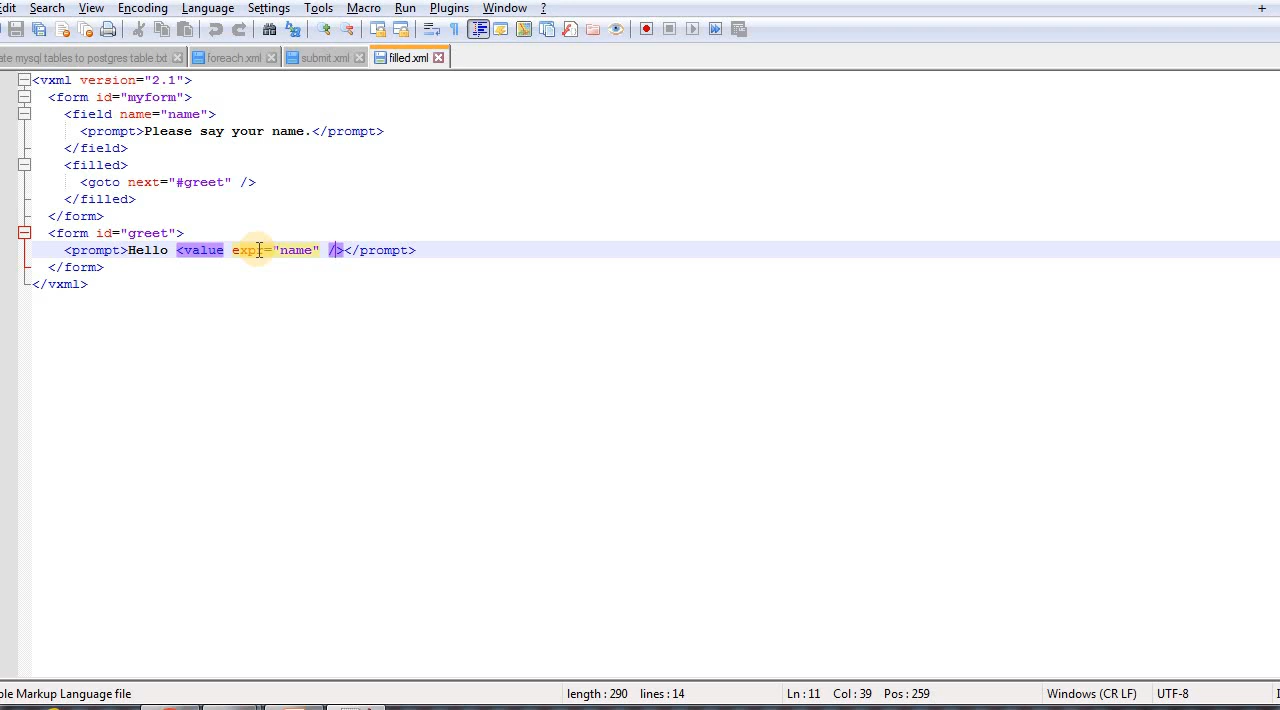 dit Search View Encoding Language Settings Tools Macro Run Plugins Window ? +
ate mysql tables to postgres table.txt foreach.xml submit.xml filled.xml
<vxml version="2.1">
<form id="myform">
<field name="name">
<prompt>Please say your name.</prompt>
</field>
<filled>
<goto next="#greet" />
</filled>
</form>
<form id="greet">
<prompt>Hello <value expr="name" /></prompt>
</form>
</vxml>
ble Markup Language file length : 290 lines : 14 Ln : 11 Col : 39 Pos : 259 Windows (CR LF) UTF-8